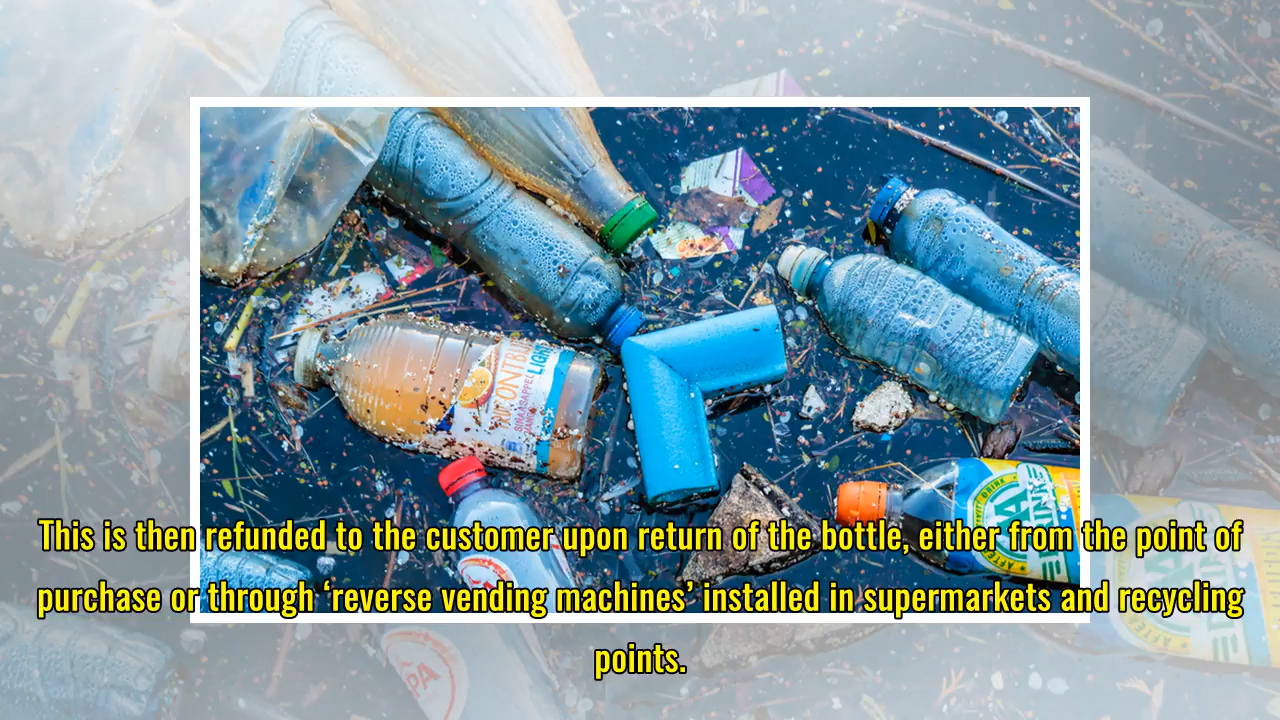 LIGHT
This is then refunded to the customer upon return of the bottle, either from the point of
purchase or through ‘reverse vending machines’ installed in supermarkets and recycling
points.